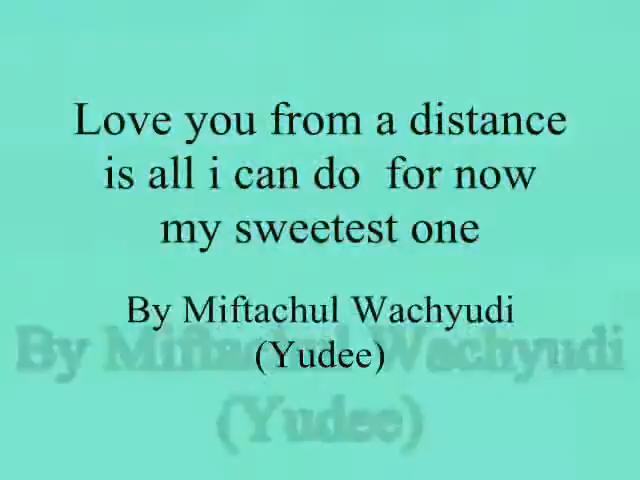 Love you from a distance
is all i can do  for now
my sweetest one
By Miftachul Wachyudi
(Yudee)
By Miftachul Wachyudi
(Yudee)